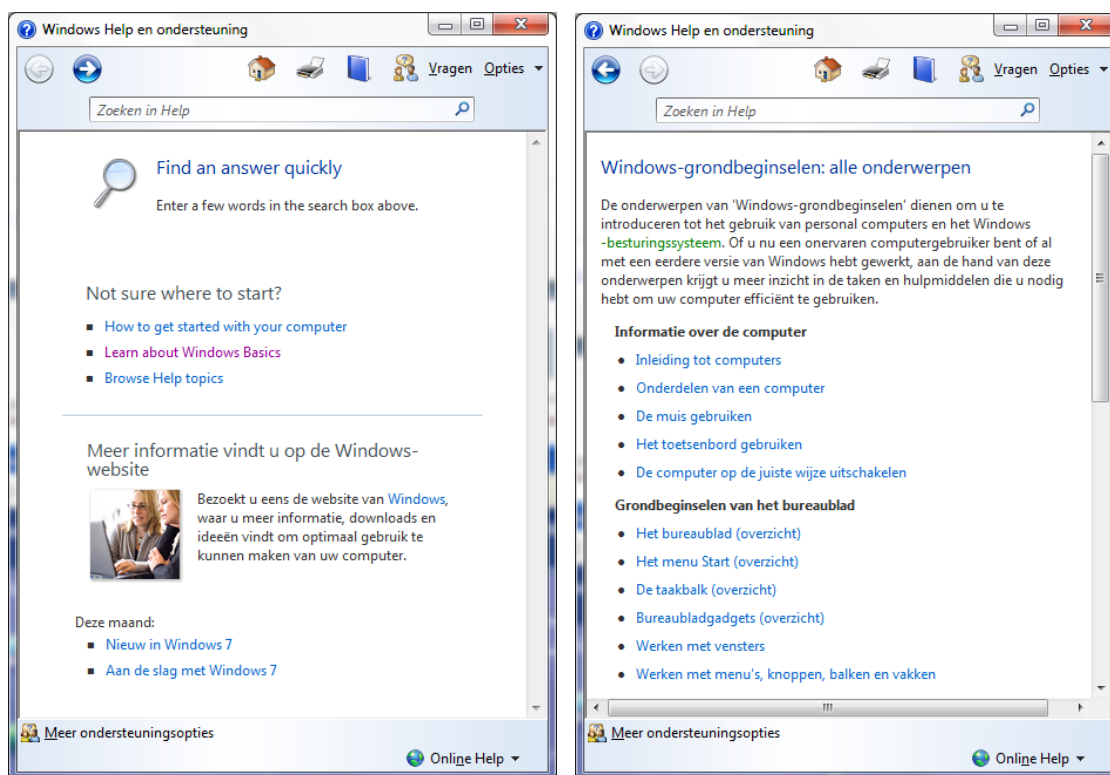 Windows Help en ondersteuning
Vragen Opties
Zoeken in Help
Find an answer quickly
Enter a few words in the search box above.
Not sure where to start?
How to get started with your computer
Learn about Windows Basics
Browse Help topics
Meer informatie vindt u op de Windows-
website
Bezoekt u eens de website van Windows,
waar u meer informatie, downloads en
ideeën vindt om optimaal gebruik te
kunnen maken van uw computer.
Deze maand:
Nieuw in Windows 7
Aan de slag met Windows 7
Meer ondersteuningsopties
Online Help
Windows Help en ondersteuning
Vragen Opties
Zoeken in Help
Windows-grondbeginselen: alle onderwerpen
De onderwerpen van 'Windows-grondbeginselen' dienen om u te
introduceren tot het gebruik van personal computers en het Windows
-besturingssysteem. Of u nu een onervaren computergebruiker bent of al
met een eerdere versie van Windows hebt gewerkt, aan de hand van deze
onderwerpen krijgt u meer inzicht in de taken en hulpmiddelen die u nodig
hebt om uw computer efficiënt te gebruiken.
Informatie over de computer
Inleiding tot computers
Onderdelen van een computer
De muis gebruiken
Het toetsenbord gebruiken
De computer op de juiste wijze uitschakelen
Grondbeginselen van het bureaublad
Het bureaublad (overzicht)
Het menu Start (overzicht)
De taakbalk (overzicht)
Bureaubladgadgets (overzicht)
Werken met vensters
Werken met menu's, knoppen, balken en vakken
Meer ondersteuningsopties
Online Help